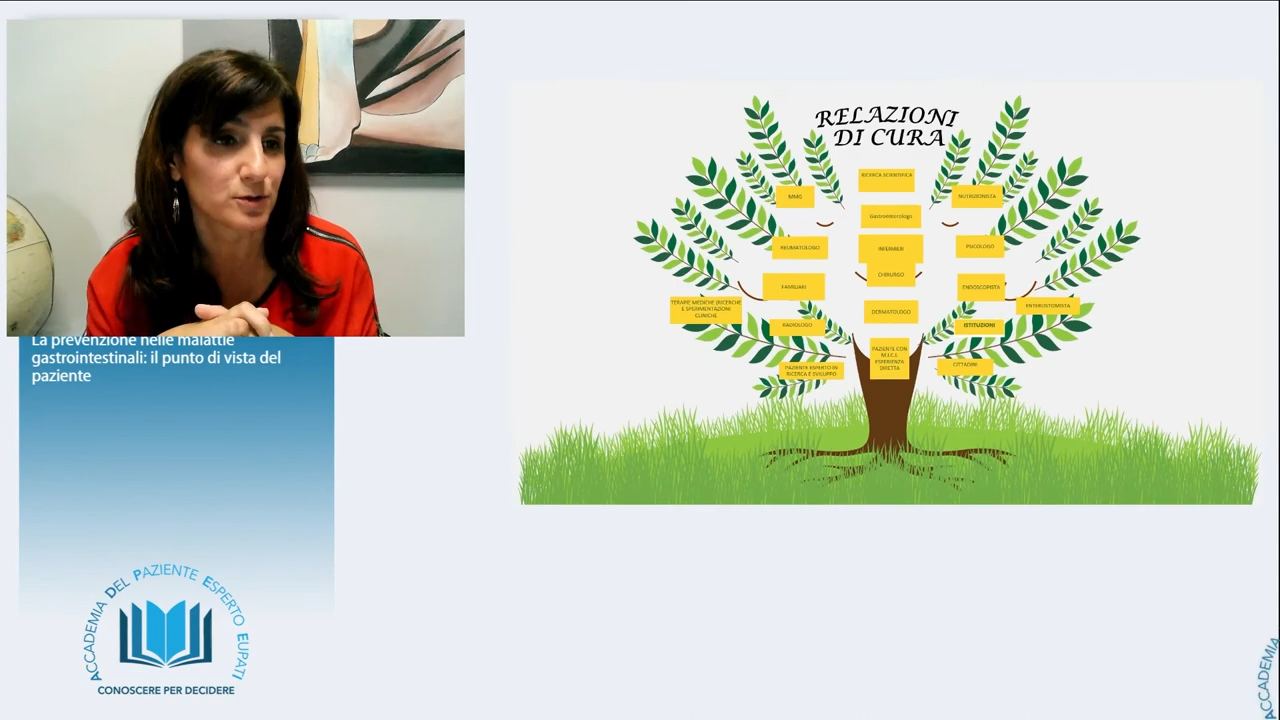 La prevenzione nelle malattie
gastrointestinali: il punto di vista del
paziente
ACCADEMIA DEL PAZIENTE ESPERTO EUPATI
CONOSCERE PER DECIDERE
RELAZIONI
DI CURA
RICERCA SCIENTIFICA
MMG
NUTRIZIONISTA
Gastroenterologo
REUMATOLOGO
INFERMIERI
PSICOLOGO
CHIRURGO
FAMILIARI
ENDOSCOPISTA
TERAPIE MEDICHE (RICERCHE
E SPERIMENTAZIONI
CLINICHE
ENTEROSTOMISTA
DERMATOLOGO
RADIOLOGO
ISTITUZIONI
PAZIENTE CON
M.I.C.I.
ESPERIENZA
DIRETTA
PAZIENTE ESPERTO IN
RICERCA E SVILUPPO
CITTADINI
ACCADEMIA